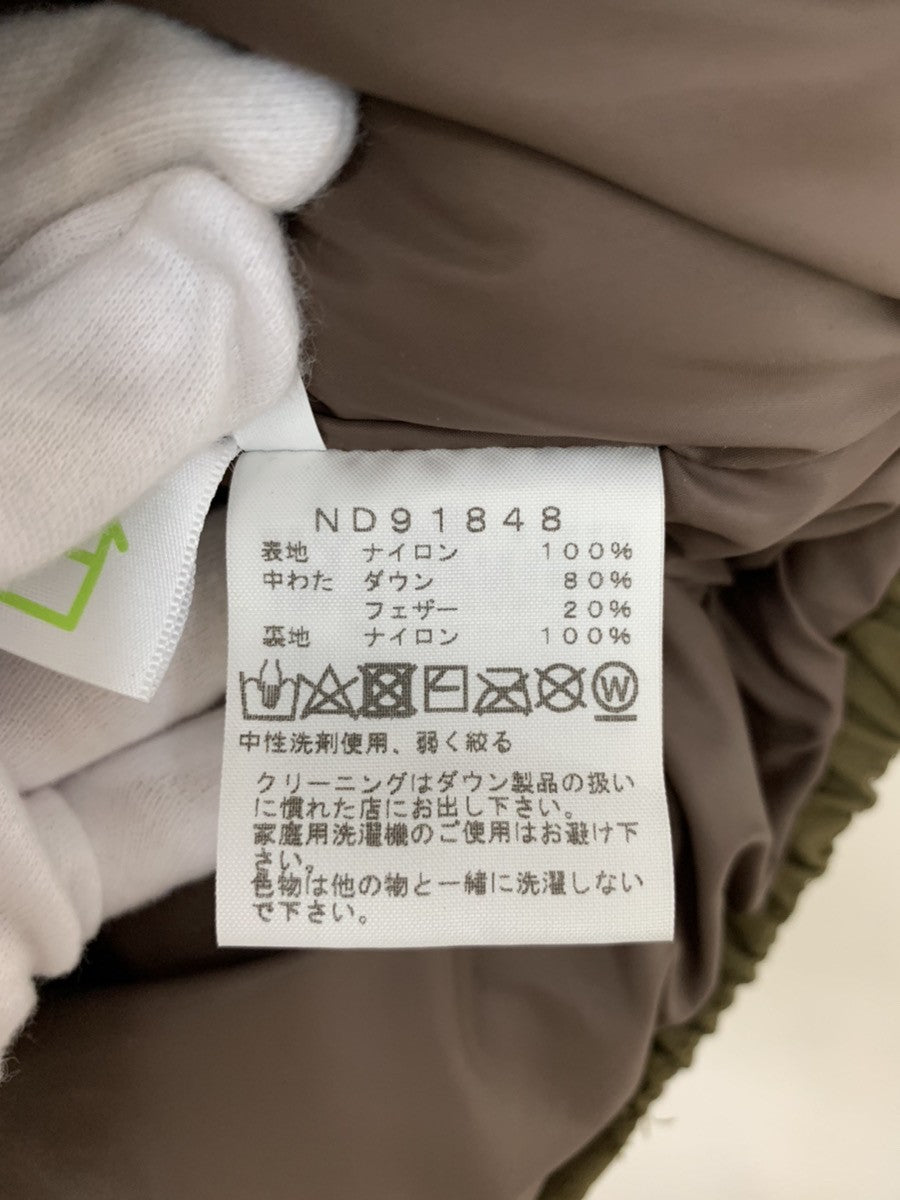 ND91848
表地 ナイロン 100%
中わた ダウン 80%
フェザー 20%
裏地 ナイロン 100%
W
中性洗剤使用、弱く絞る
クリーニングはダウン製品の扱い
に慣れた店にお出し下さい。
家庭用洗濯機のご使用はお避け下
さい。
色物は他の物と一緒に洗濯しない
で下さい。